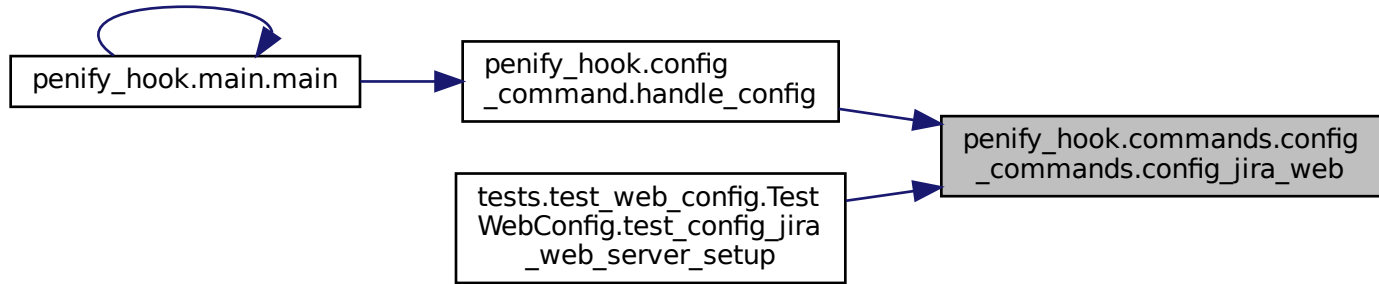 penify_hook.main.main
penify_hook.config
_command.handle_config
penify_hook.commands.config
_commands.config_jira_web
tests.test_web_config.Test
WebConfig.test_config_jira
_web_server_setup